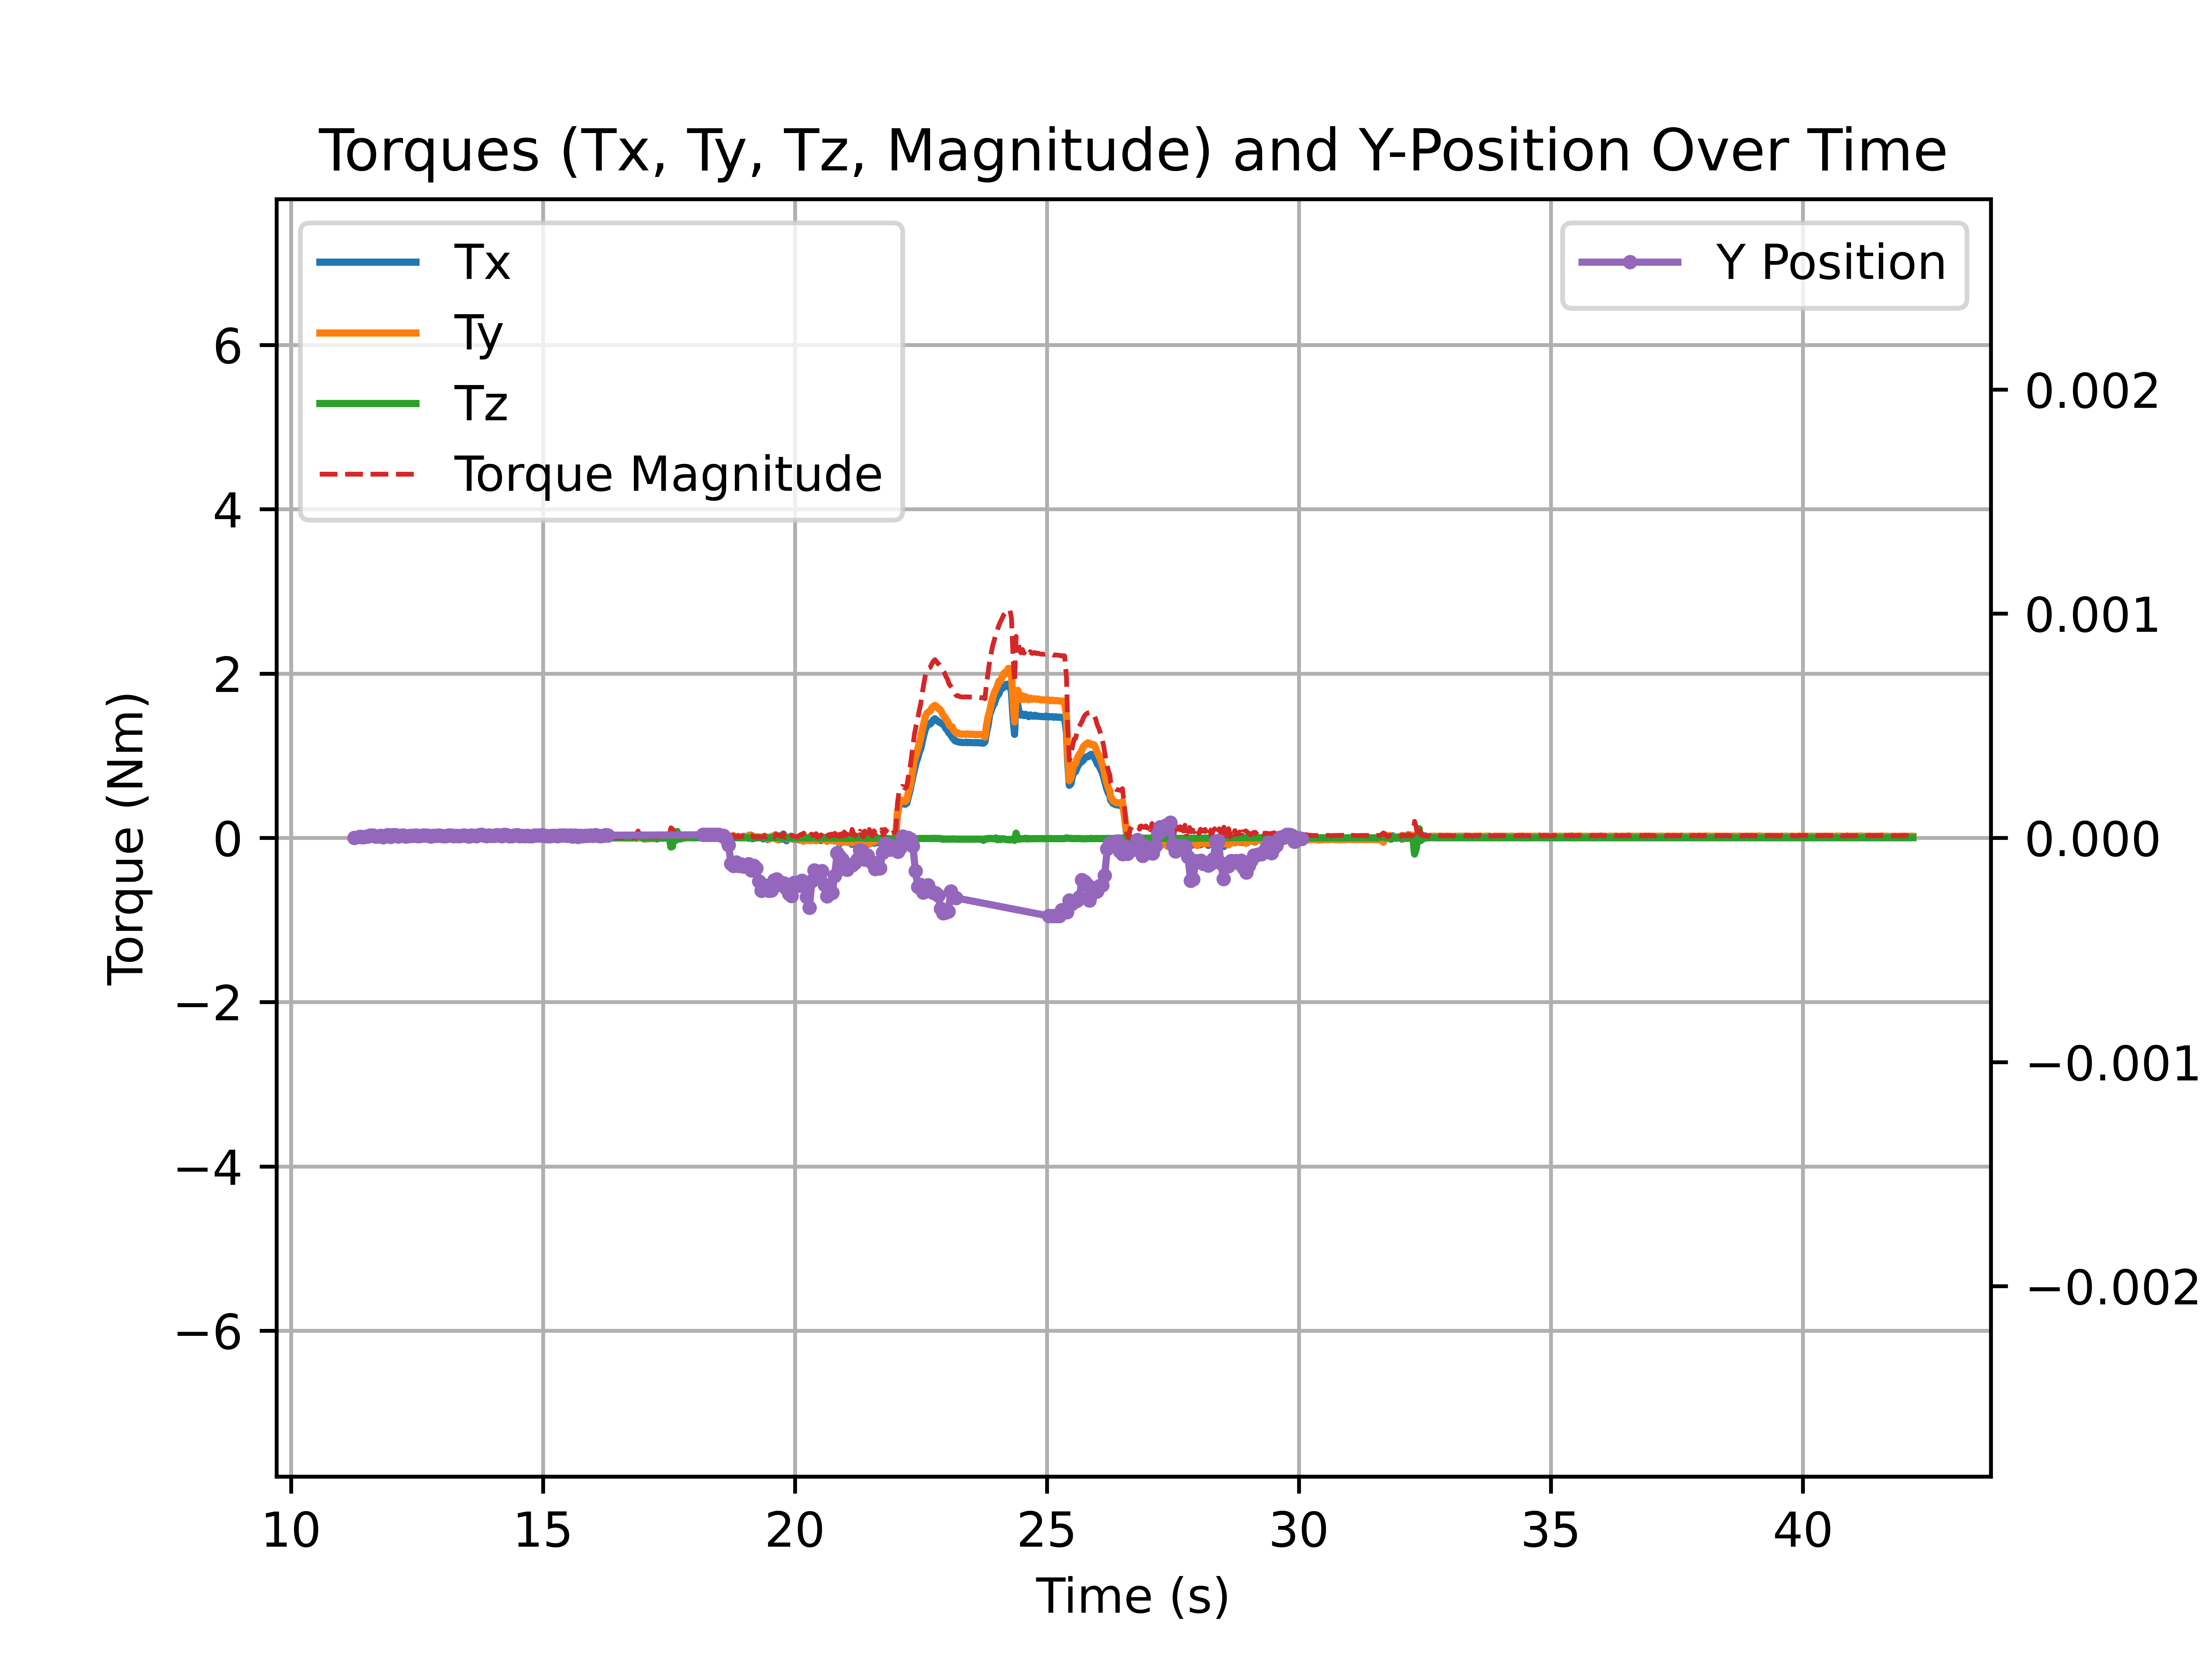 Torques (Tx, Ty, Tz, Magnitude) and Y-Position Over Time
Tx
Ty
Tz
Torque Magnitude
Y Position
Torque (Nm)
6
4
2
0
−2
−4
−6
0.002
0.001
0.000
−0.001
−0.002
10 15 20 25 30 35 40
Time (s)